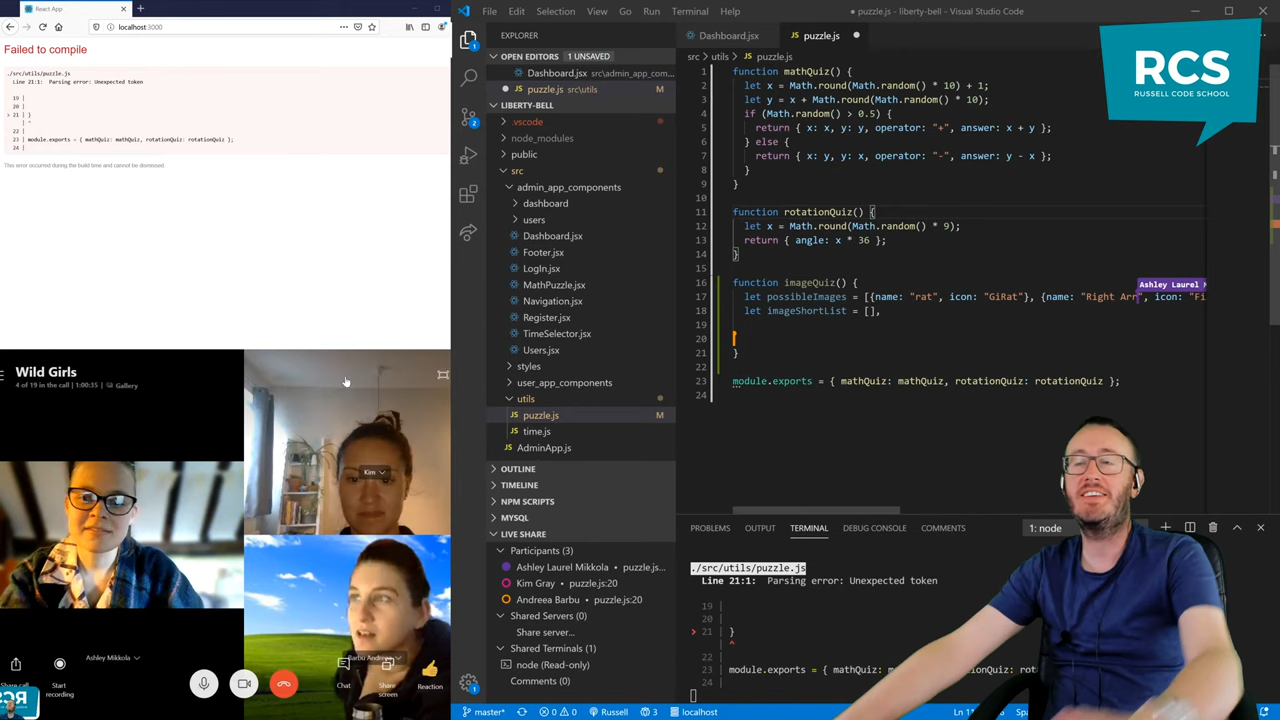 React App
localhost:3000
Failed to compile
./src/utils/puzzle.js
Line 21:1: Parsing error: Unexpected token
19 |
20 |
> 21 | }
| ^
22 |
23 | module.exports = { mathQuiz: mathQuiz, rotationQuiz: rotationQuiz };
24 |
This error occurred during the build time and cannot be dismissed.
Wild Girls
4 of 19 in the call | 1:00:35 | Gallery
Kim
Ashley Mikkola
Barbu Andreea
Share call
Start recording
Chat
Share screen
Reaction
File Edit Selection View Go Run Terminal Help
● puzzle.js - liberty-bell - Visual Studio Code
EXPLORER
OPEN EDITORS 1 UNSAVED
Dashboard.jsx src\admin_app_com...
puzzle.js src\utils M
LIBERTY-BELL
.vscode
node_modules
public
src
admin_app_components
dashboard
users
Dashboard.jsx
Footer.jsx
LogIn.jsx
MathPuzzle.jsx
Navigation.jsx
Register.jsx
TimeSelector.jsx
Users.jsx
styles
user_app_components
utils
puzzle.js M
time.js
AdminApp.js
OUTLINE
TIMELINE
NPM SCRIPTS
MYSQL
LIVE SHARE
Participants (3)
Ashley Laurel Mikkola • puzzle.js...
Kim Gray • puzzle.js:20
Andreea Barbu • puzzle.js:20
Shared Servers (0)
Share server...
Shared Terminals (1)
node (Read-only)
Comments (0)
Dashboard.jsx
puzzle.js
src > utils > puzzle.js
1 function mathQuiz() {
2 let x = Math.round(Math.random() * 10) + 1;
3 let y = x + Math.round(Math.random() * 10);
4 if (Math.random() > 0.5) {
5 return { x: x, y: y, operator: "+", answer: x + y };
6 } else {
7 return { x: y, y: x, operator: "-", answer: y - x };
8 }
9 }
10
11 function rotationQuiz() {
12 let x = Math.round(Math.random() * 9);
13 return { angle: x * 36 };
14 }
15
16 function imageQuiz() {
Ashley Laurel M
17 let possibleImages = [{name: "rat", icon: "GiRat"}, {name: "Right Arr", icon: "Fi
18 let imageShortList = [],
19
20
21 }
22
23 module.exports = { mathQuiz: mathQuiz, rotationQuiz: rotationQuiz };
24
RCS
RUSSELL CODE SCHOOL
PROBLEMS OUTPUT TERMINAL DEBUG CONSOLE COMMENTS
1: node
./src/utils/puzzle.js
Line 21:1: Parsing error: Unexpected token
19 |
20 |
> 21 | }
| ^
22 |
23 | module.exports = { mathQuiz: mathQuiz, rotationQuiz: rot
24 |
master*
0 0
Russell
3
localhost